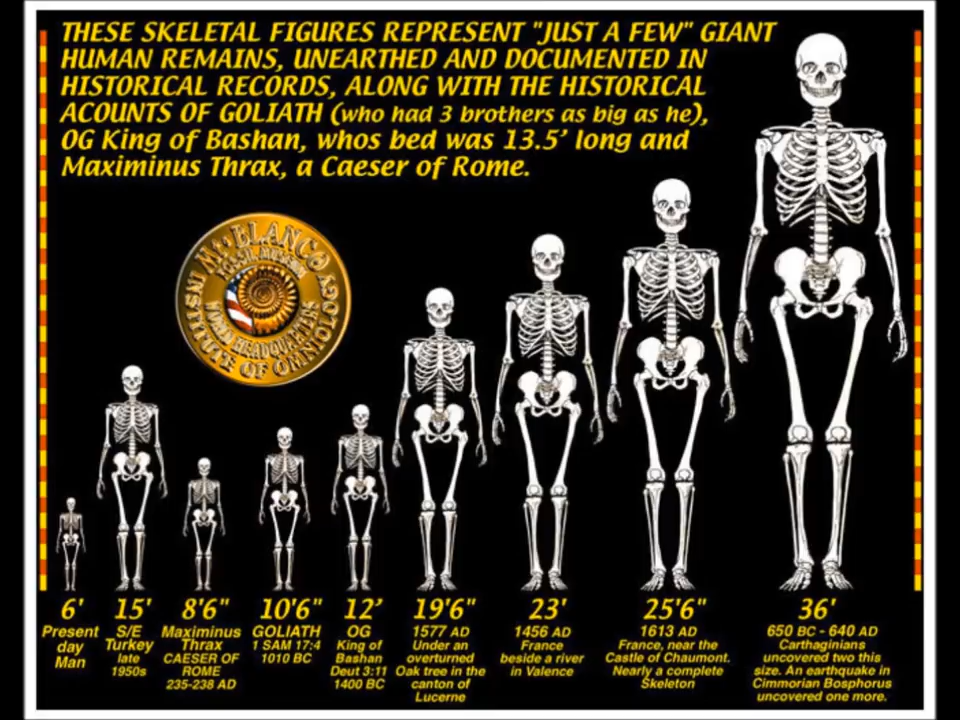 THESE SKELETAL FIGURES REPRESENT "JUST A FEW" GIANT
HUMAN REMAINS, UNEARTHED AND DOCUMENTED IN
HISTORICAL RECORDS, ALONG WITH THE HISTORICAL
ACOUNTS OF GOLIATH (who had 3 brothers as big as he),
OG King of Bashan, whos bed was 13.5' long and
Maximinus Thrax, a Caeser of Rome.
Mt. BLANCO
FOSSIL MUSEUM
WORLD HEADQUARTERS
INSTITUTE OF OMNIOLOGY
6'
Present
day
Man
15'
S/E
Turkey
late
1950s
8'6"
Maximinus
Thrax
CAESER OF
ROME
235-238 AD
10'6"
GOLIATH
1 SAM 17:4
1010 BC
12'
OG
King of
Bashan
Deut 3:11
1400 BC
19'6"
1577 AD
Under an
overturned
Oak tree in the
canton of
Lucerne
23'
1456 AD
France
beside a river
in Valence
25'6"
1613 AD
France, near the
Castle of Chaumont.
Nearly a complete
Skeleton
36'
650 BC - 640 AD
Carthaginians
uncovered two this
size. An earthquake in
Cimmorian Bosphorus
uncovered one more.